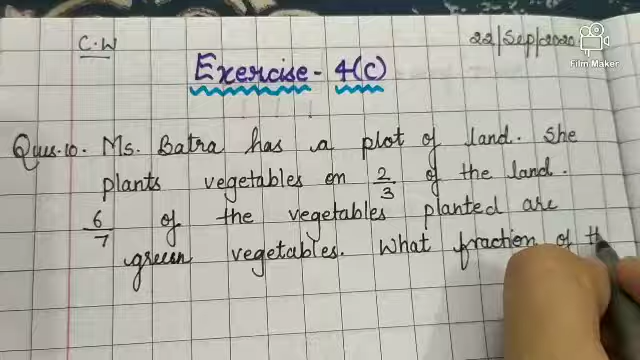 C.W
22/Sep/2020
Film Maker
Exercise - 4(c)
Ques.10. Ms. Batra has a plot of land. She
plants vegetables on 2/3 of the land.
6/7 of the vegetables planted are
green vegetables. What fraction of th